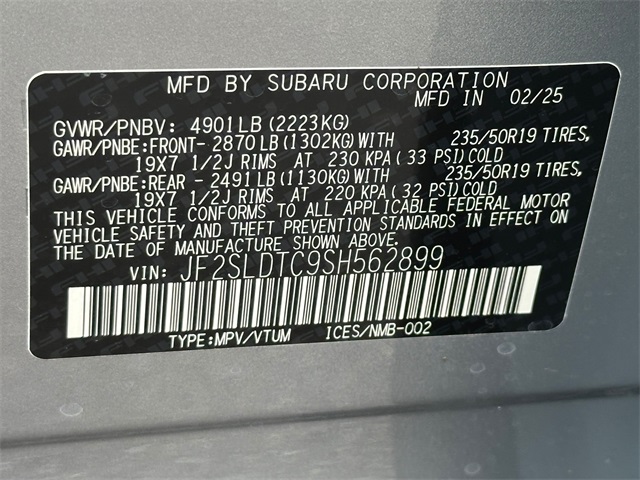 MFD BY SUBARU CORPORATION
MFD IN 02/25
GVWR/PNBV: 4901LB(2223KG)
GAWR/PNBE:FRONT- 2870LB(1302KG)WITH 235/50R19 TIRES,
19X7 1/2J RIMS AT 230 KPA( 33 PSI)COLD
GAWR/PNBE:REAR - 2491LB(1130KG)WITH 235/50R19 TIRES,
19X7 1/2J RIMS AT 220 KPA( 32 PSI)COLD
THIS VEHICLE CONFORMS TO ALL APPLICABLE FEDERAL MOTOR
VEHICLE SAFETY AND THEFT PREVENTION STANDARDS IN EFFECT ON
THE DATE OF MANUFACTURE SHOWN ABOVE.
VIN: JF2SLDTC9SH562899
TYPE:MPV/VTUM ICES/NMB-002